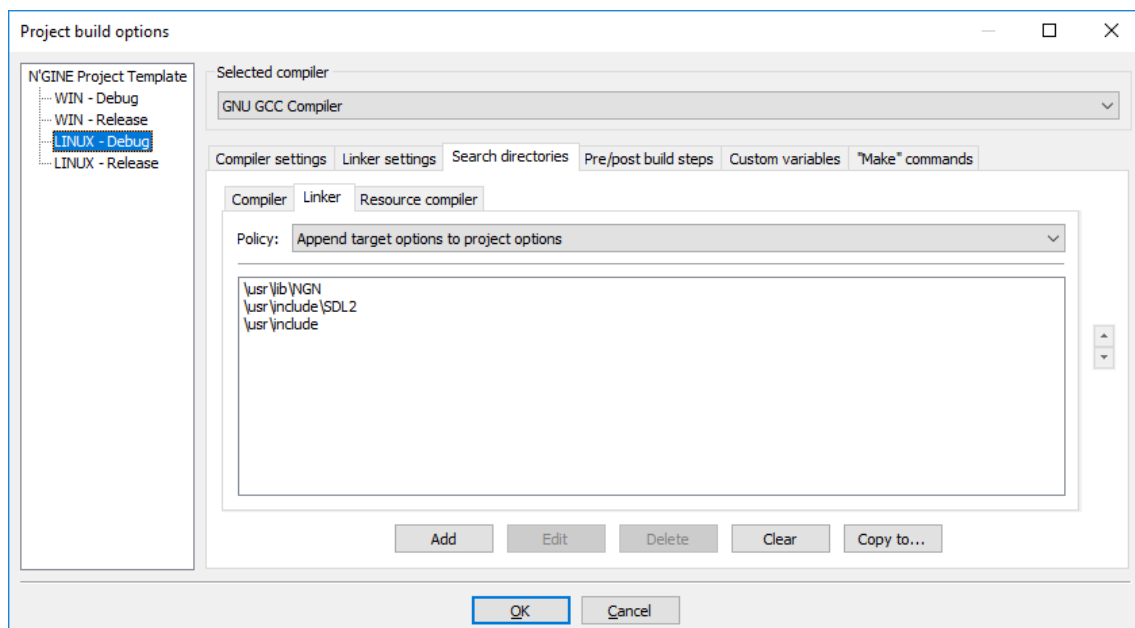 Project build options
N'GINE Project Template
WIN - Debug
WIN - Release
LINUX - Debug
LINUX - Release
Selected compiler
GNU GCC Compiler
Compiler settings Linker settings Search directories Pre/post build steps Custom variables "Make" commands
Compiler Linker Resource compiler
Policy: Append target options to project options
\usr\lib\NGN
\usr\include\SDL2
\usr\include
Add Edit Delete Clear Copy to...
OK Cancel